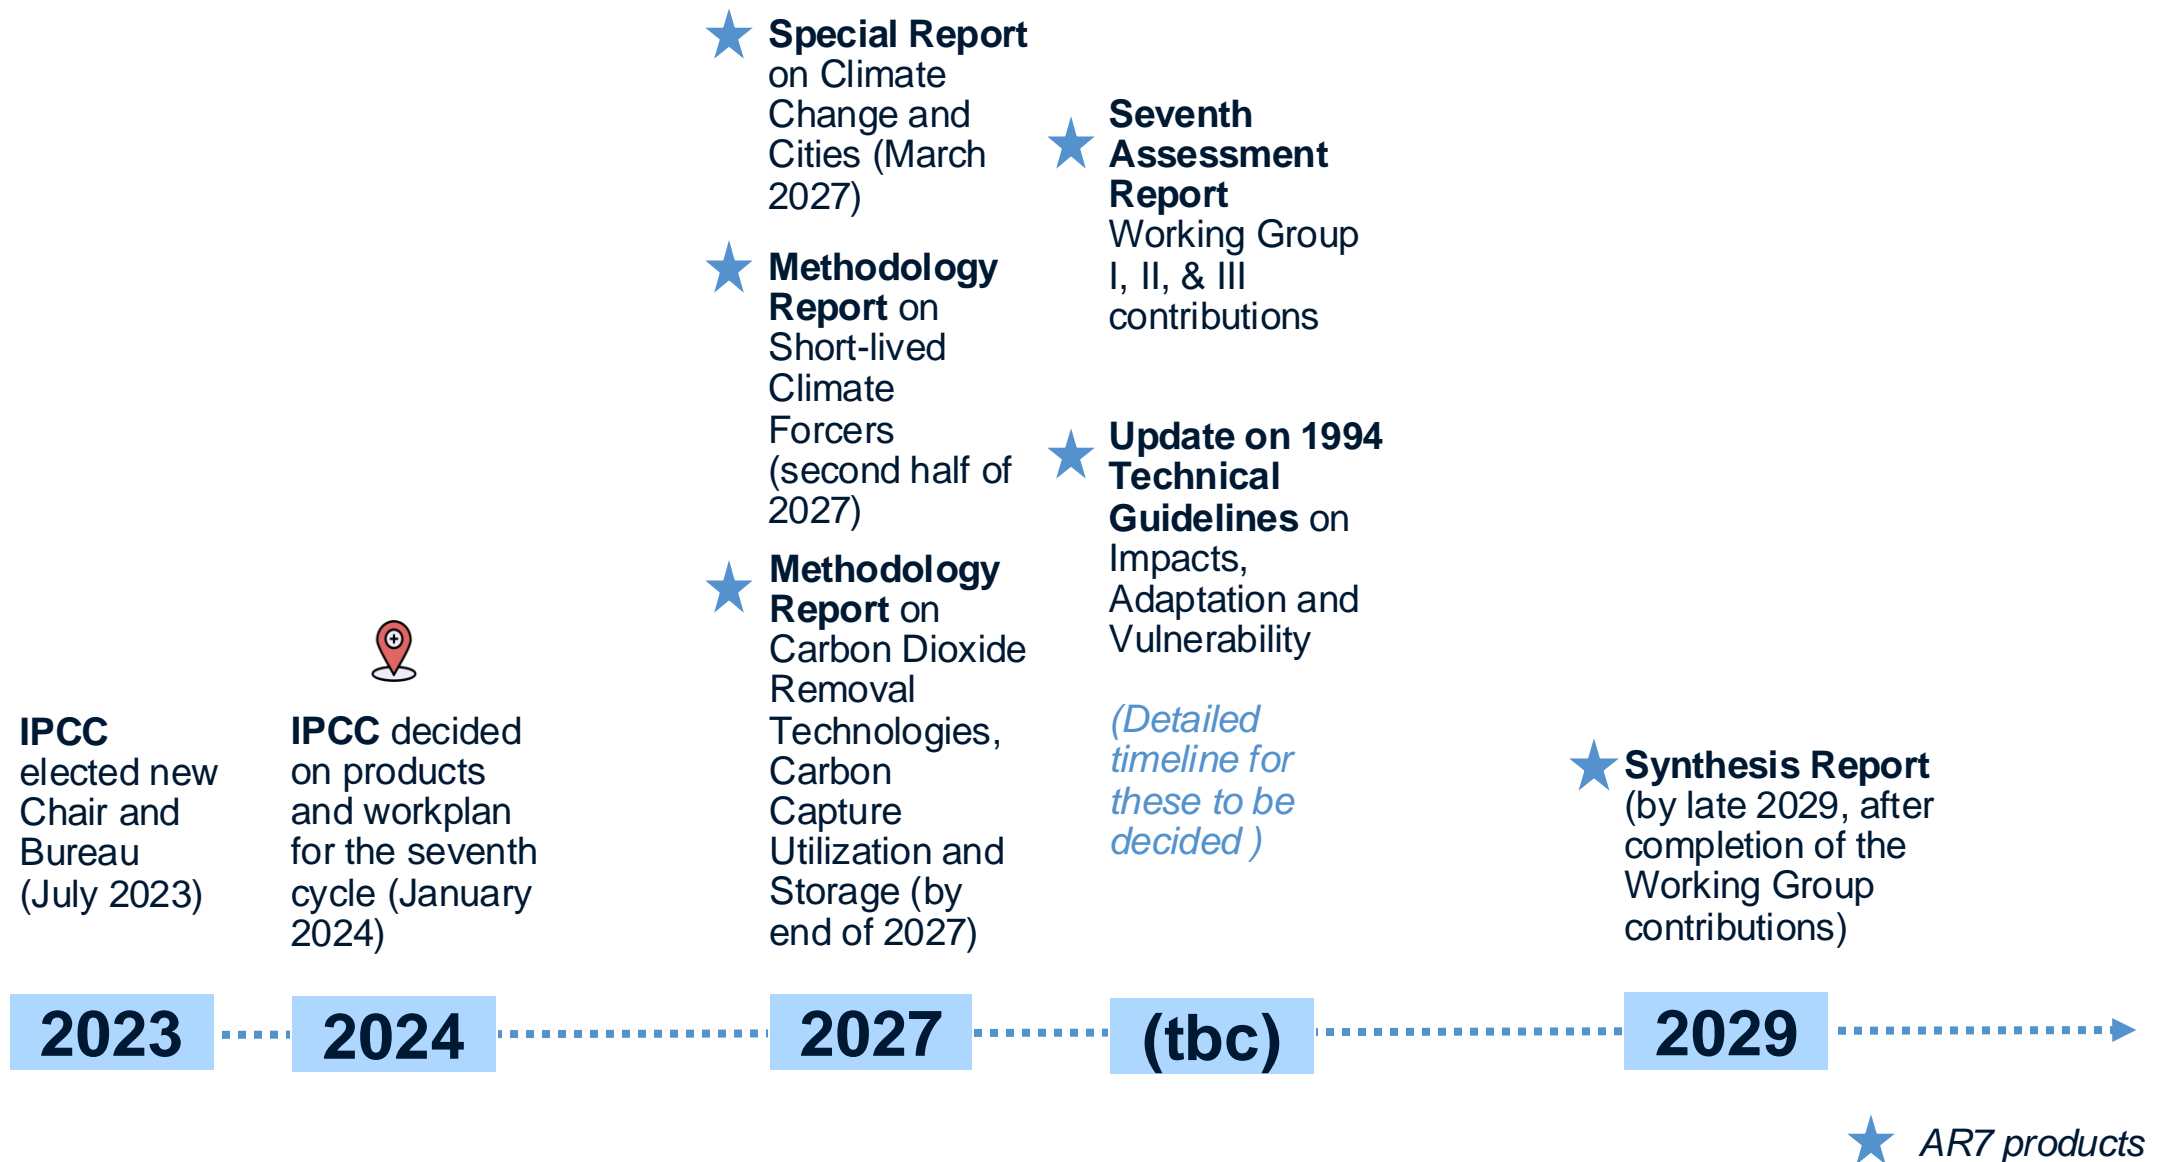 IPCC
elected new
Chair and
Bureau
(July 2023)
IPCC decided
on products
and workplan
for the seventh
cycle (January
2024)
Special Report
on Climate
Change and
Cities (March
2027)
Methodology
Report on
Short-lived
Climate
Forcers
(second half of
2027)
Methodology
Report on
Carbon Dioxide
Removal
Technologies,
Carbon
Capture
Utilization and
Storage (by
end of 2027)
Seventh
Assessment
Report
Working Group
I, II, & III
contributions
Update on 1994
Technical
Guidelines on
Impacts,
Adaptation and
Vulnerability
(Detailed
timeline for
these to be
decided )
Synthesis Report
(by late 2029, after
completion of the
Working Group
contributions)
2023
2024
2027
(tbc)
2029
AR7 products